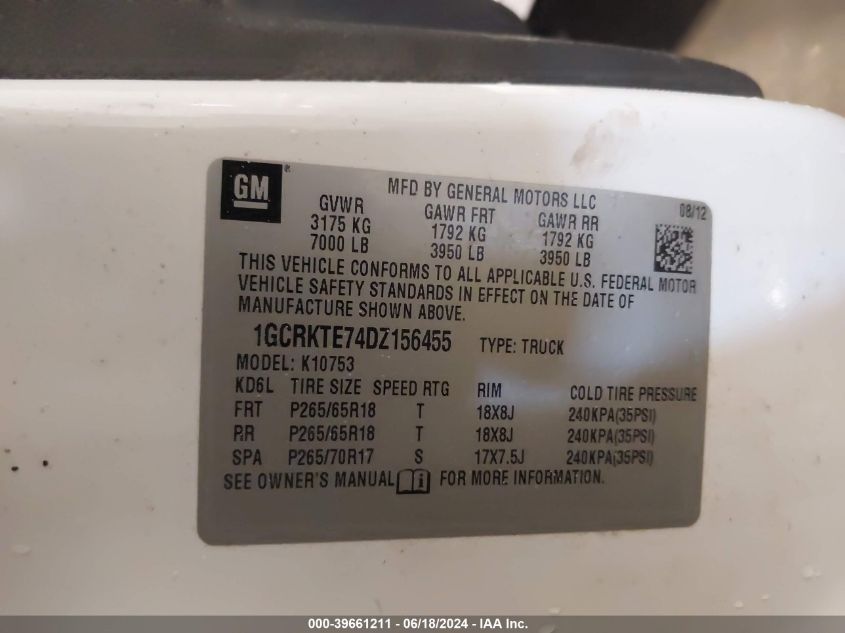 GM
MFD BY GENERAL MOTORS LLC
08/12
GVWR GAWR FRT GAWR RR
3175 KG 1792 KG 1792 KG
7000 LB 3950 LB 3950 LB
THIS VEHICLE CONFORMS TO ALL APPLICABLE U.S. FEDERAL MOTOR
VEHICLE SAFETY STANDARDS IN EFFECT ON THE DATE OF
MANUFACTURE SHOWN ABOVE.
1GCRKTE74DZ156455 TYPE: TRUCK
MODEL: K10753
KD6L TIRE SIZE SPEED RTG RIM COLD TIRE PRESSURE
FRT P265/65R18 T 18X8J 240KPA(35PSI)
RR P265/65R18 T 18X8J 240KPA(35PSI)
SPA P265/70R17 S 17X7.5J 240KPA(35PSI)
SEE OWNER'S MANUAL FOR MORE INFORMATION.
000-39661211 - 06/18/2024 - IAA Inc.